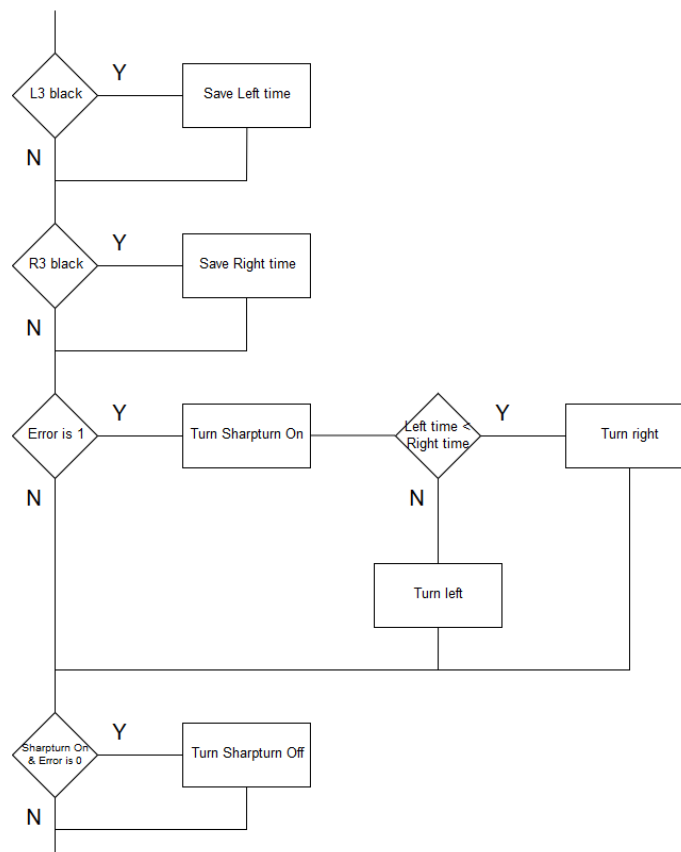 L3 black
Y
Save Left time
N
R3 black
Y
Save Right time
N
Error is 1
Y
Turn Sharpturn On
Left time <
Right time
Y
Turn right
N
N
Turn left
Sharpturn On
& Error is 0
Y
Turn Sharpturn Off
N